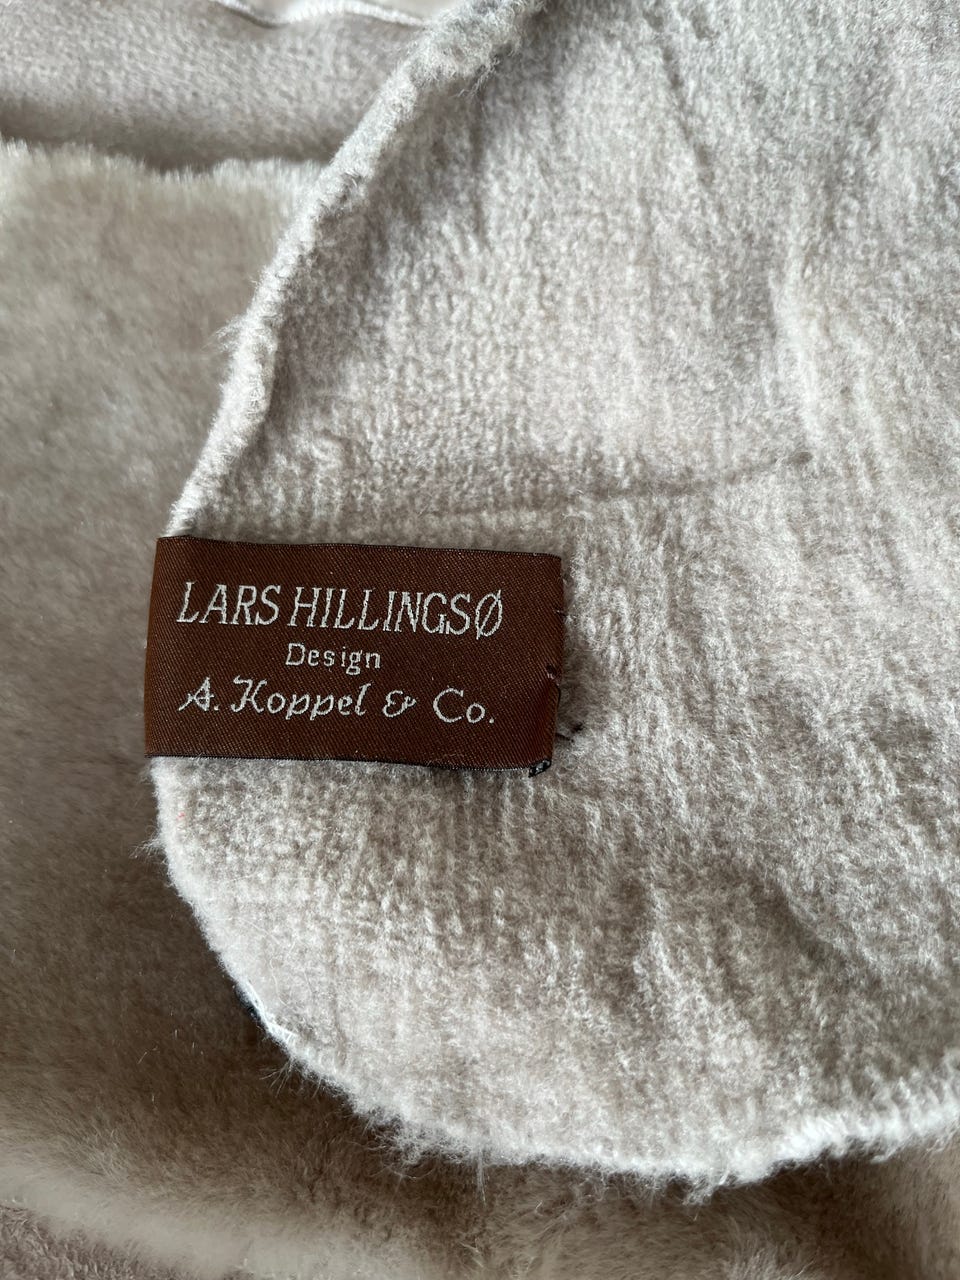 LARS HILLINGSØ
Design
A. Koppel & Co.